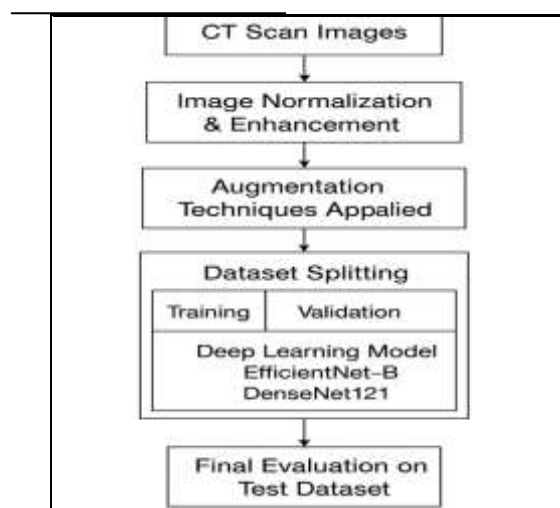 CT Scan Images
Image Normalization
& Enhancement
Augmentation
Techniques Appalied
Dataset Splitting
Training Validation
Deep Learning Model
EfficientNet-B
DenseNet121
Final Evaluation on
Test Dataset